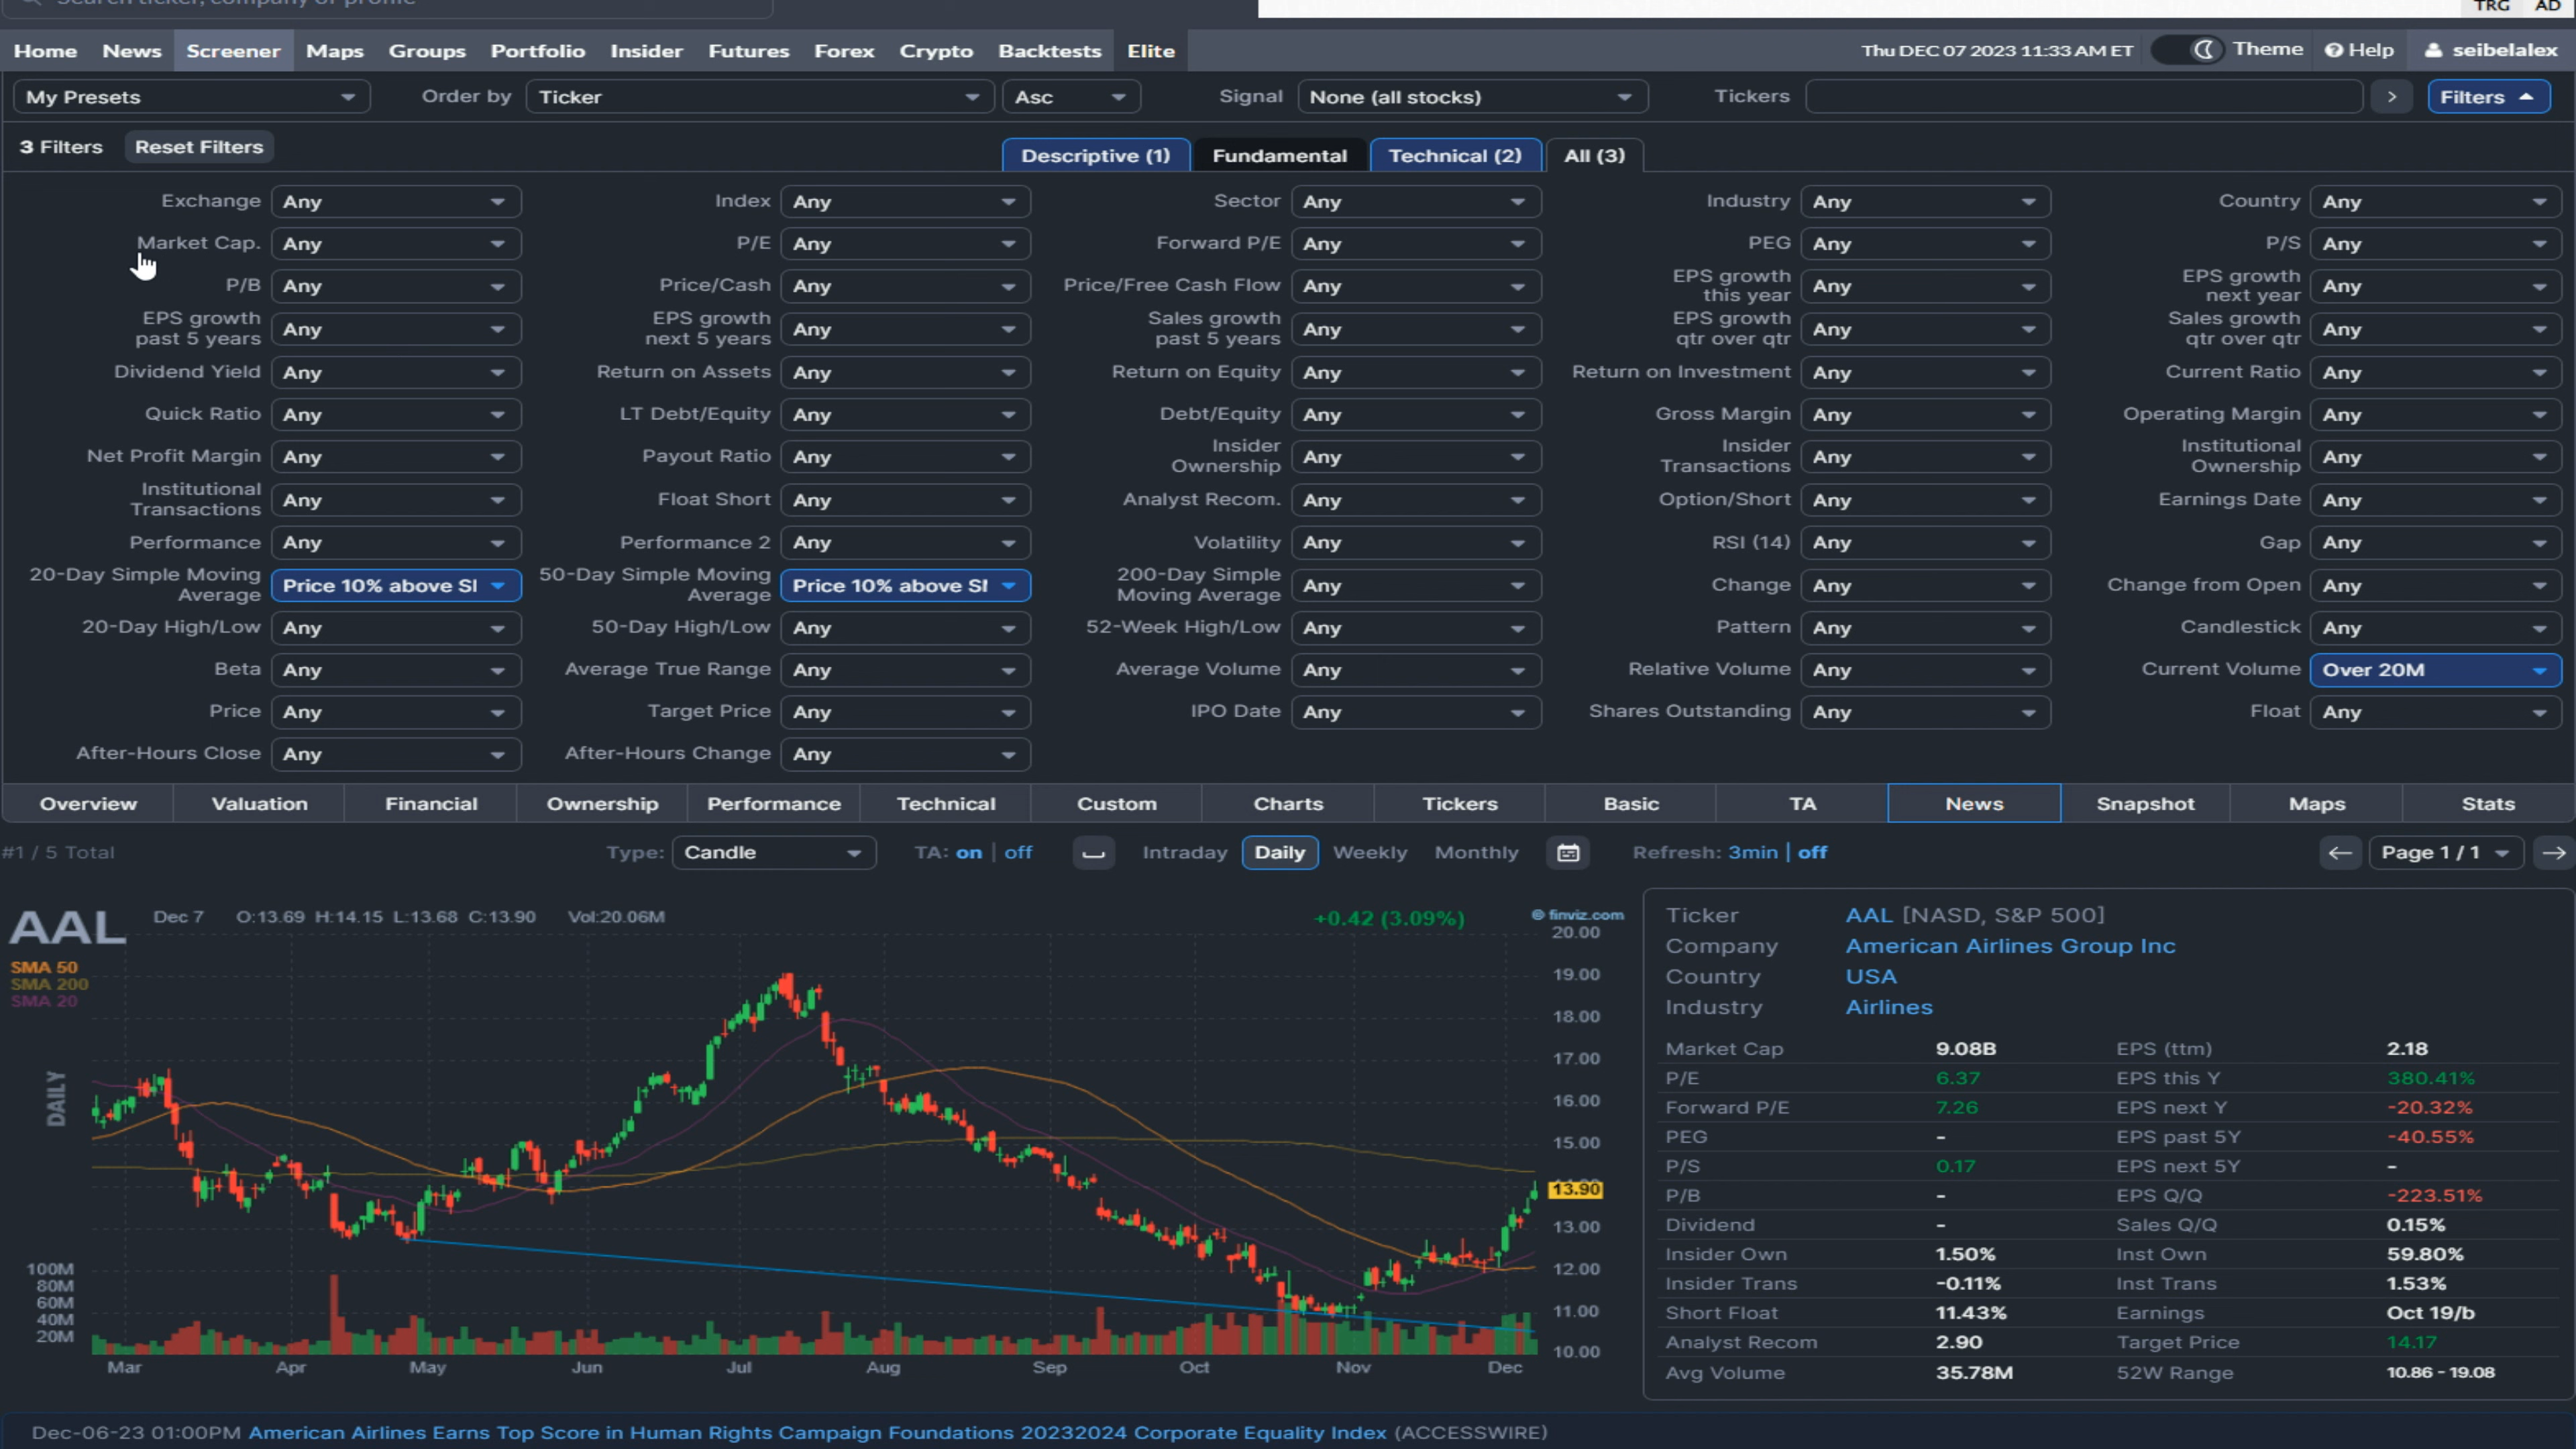 Search ticker, company or profile
TRG AD
Home News Screener Maps Groups Portfolio Insider Futures Forex Crypto Backtests Elite Thu DEC 07 2023 11:33 AM ET Theme Help seibelalex
My Presets Order by Ticker Asc Signal None (all stocks) Tickers > Filters
3 Filters Reset Filters Descriptive (1) Fundamental Technical (2) All (3)
Exchange Any Index Any Sector Any Industry Any Country Any
Market Cap. Any P/E Any Forward P/E Any PEG Any P/S Any
P/B Any Price/Cash Any Price/Free Cash Flow Any EPS growth this year Any EPS growth next year Any
EPS growth past 5 years Any EPS growth next 5 years Any Sales growth past 5 years Any EPS growth qtr over qtr Any Sales growth qtr over qtr Any
Dividend Yield Any Return on Assets Any Return on Equity Any Return on Investment Any Current Ratio Any
Quick Ratio Any LT Debt/Equity Any Debt/Equity Any Gross Margin Any Operating Margin Any
Net Profit Margin Any Payout Ratio Any Insider Ownership Any Insider Transactions Any Institutional Ownership Any
Institutional Transactions Any Float Short Any Analyst Recom. Any Option/Short Any Earnings Date Any
Performance Any Performance 2 Any Volatility Any RSI (14) Any Gap Any
20-Day Simple Moving Average Price 10% above SI 50-Day Simple Moving Average Price 10% above SI 200-Day Simple Moving Average Any Change Any Change from Open Any
20-Day High/Low Any 50-Day High/Low Any 52-Week High/Low Any Pattern Any Candlestick Any
Beta Any Average True Range Any Average Volume Any Relative Volume Any Current Volume Over 20M
Price Any Target Price Any IPO Date Any Shares Outstanding Any Float Any
After-Hours Close Any After-Hours Change Any
Overview Valuation Financial Ownership Performance Technical Custom Charts Tickers Basic TA News Snapshot Maps Stats
#1 / 5 Total Type: Candle TA: on | off Intraday Daily Weekly Monthly Refresh: 3min | off Page 1 / 1
AAL Dec 7 O:13.69 H:14.15 L:13.68 C:13.90 Vol:20.06M +0.42 (3.09%) © finviz.com
SMA 50
SMA 200
SMA 20
DAILY
20.00
19.00
18.00
17.00
16.00
15.00
13.90
13.00
12.00
11.00
10.00
100M
80M
60M
40M
20M
Mar Apr May Jun Jul Aug Sep Oct Nov Dec
Ticker AAL [NASD, S&P 500]
Company American Airlines Group Inc
Country USA
Industry Airlines
Market Cap 9.08B EPS (ttm) 2.18
P/E 6.37 EPS this Y 380.41%
Forward P/E 7.26 EPS next Y -20.32%
PEG - EPS past 5Y -40.55%
P/S 0.17 EPS next 5Y -
P/B - EPS Q/Q -223.51%
Dividend - Sales Q/Q 0.15%
Insider Own 1.50% Inst Own 59.80%
Insider Trans -0.11% Inst Trans 1.53%
Short Float 11.43% Earnings Oct 19/b
Analyst Recom 2.90 Target Price 14.17
Avg Volume 35.78M 52W Range 10.86 - 19.08
Dec-06-23 01:00PM American Airlines Earns Top Score in Human Rights Campaign Foundations 20232024 Corporate Equality Index (ACCESSWIRE)